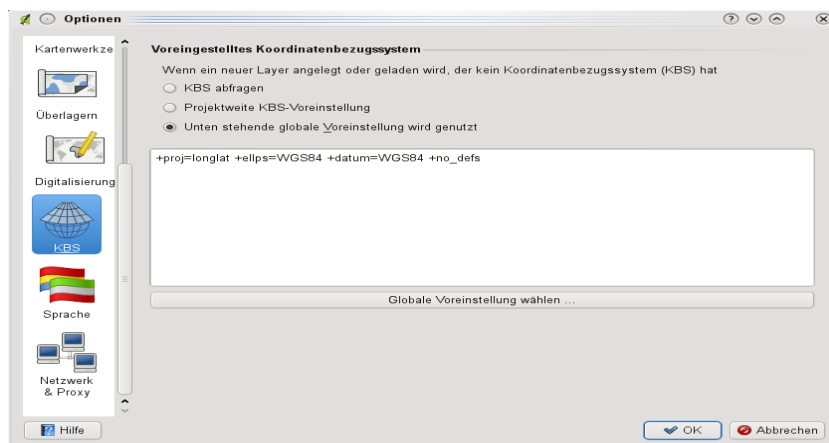 Optionen
Kartenwerkze
Überlagern
Digitalisierung
KBS
Sprache
Netzwerk
& Proxy
Voreingestelltes Koordinatenbezugssystem
Wenn ein neuer Layer angelegt oder geladen wird, der kein Koordinatenbezugssystem (KBS) hat
KBS abfragen
Projektweite KBS-Voreinstellung
Unten stehende globale Voreinstellung wird genutzt
+proj=longlat +ellps=WGS84 +datum=WGS84 +no_defs
Globale Voreinstellung wählen ...
Hilfe
OK
Abbrechen